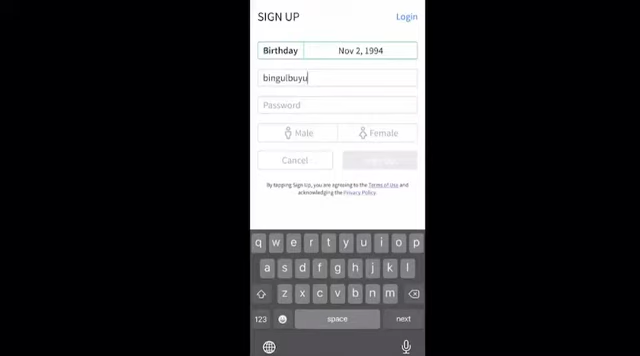 SIGN UP Login
Birthday Nov 2, 1994
bingulbuyu
Password
Male Female
Cancel
By tapping Sign Up, you are agreeing to the Terms of Use and
acknowledging the Privacy Policy
q w e r t y u i o p
a s d f g h j k l
z x c v b n m
123 space next